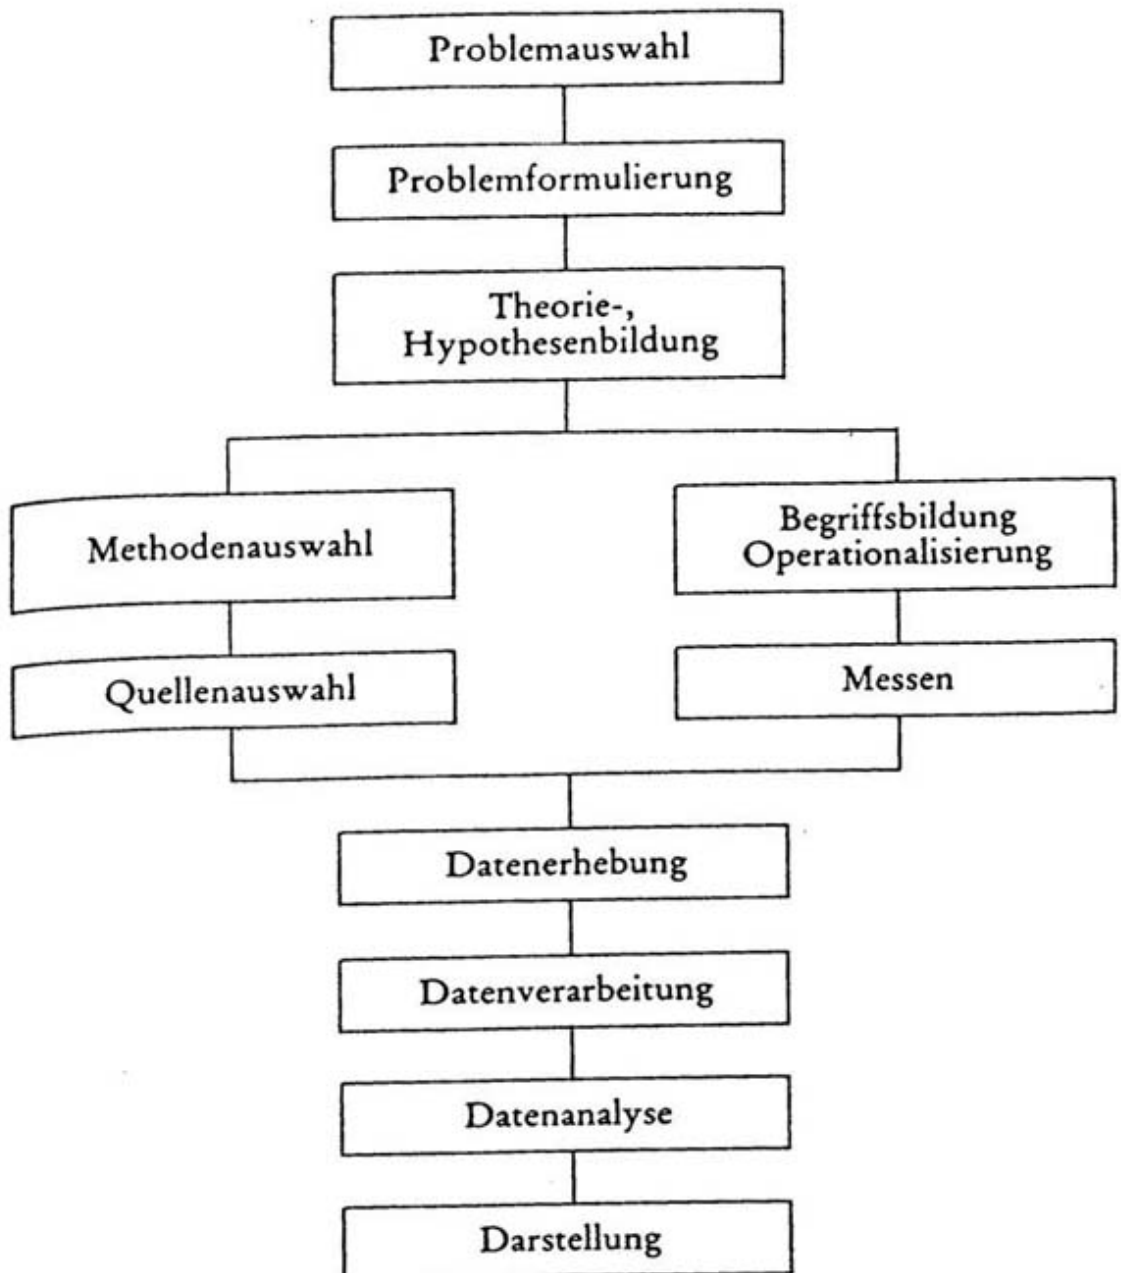 Problemauswahl
Problemformulierung
Theorie-,
Hypothesenbildung
Methodenauswahl
Quellenauswahl
Begriffsbildung
Operationalisierung
Messen
Datenerhebung
Datenverarbeitung
Datenanalyse
Darstellung